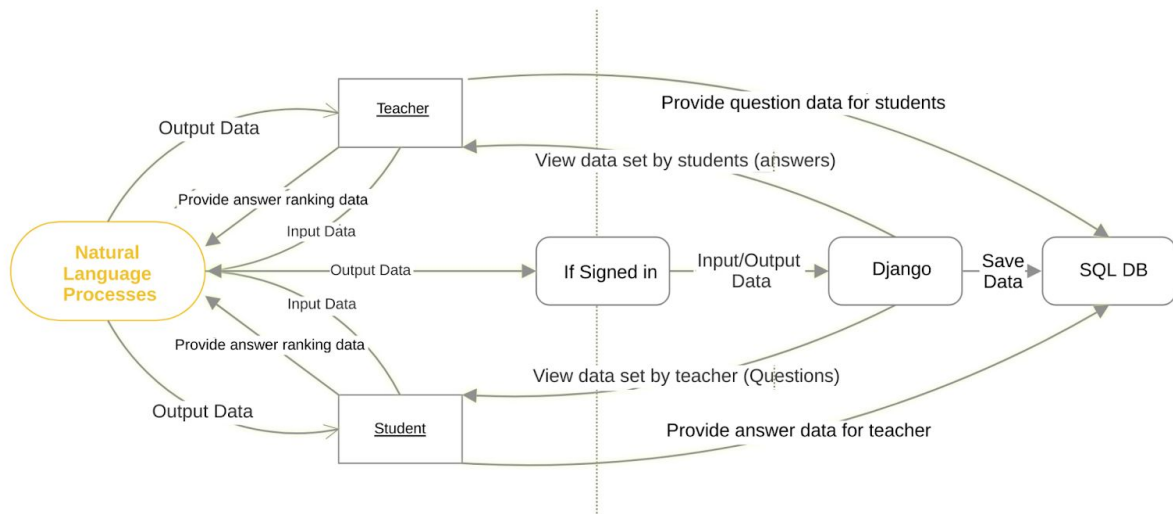 Teacher
Provide question data for students
Output Data
View data set by students (answers)
Provide answer ranking data
Input Data
Natural
Language
Processes
Output Data
If Signed in
Input/Output
Data
Django
Save
Data
SQL DB
Input Data
Provide answer ranking data
View data set by teacher (Questions)
Output Data
Student
Provide answer data for teacher